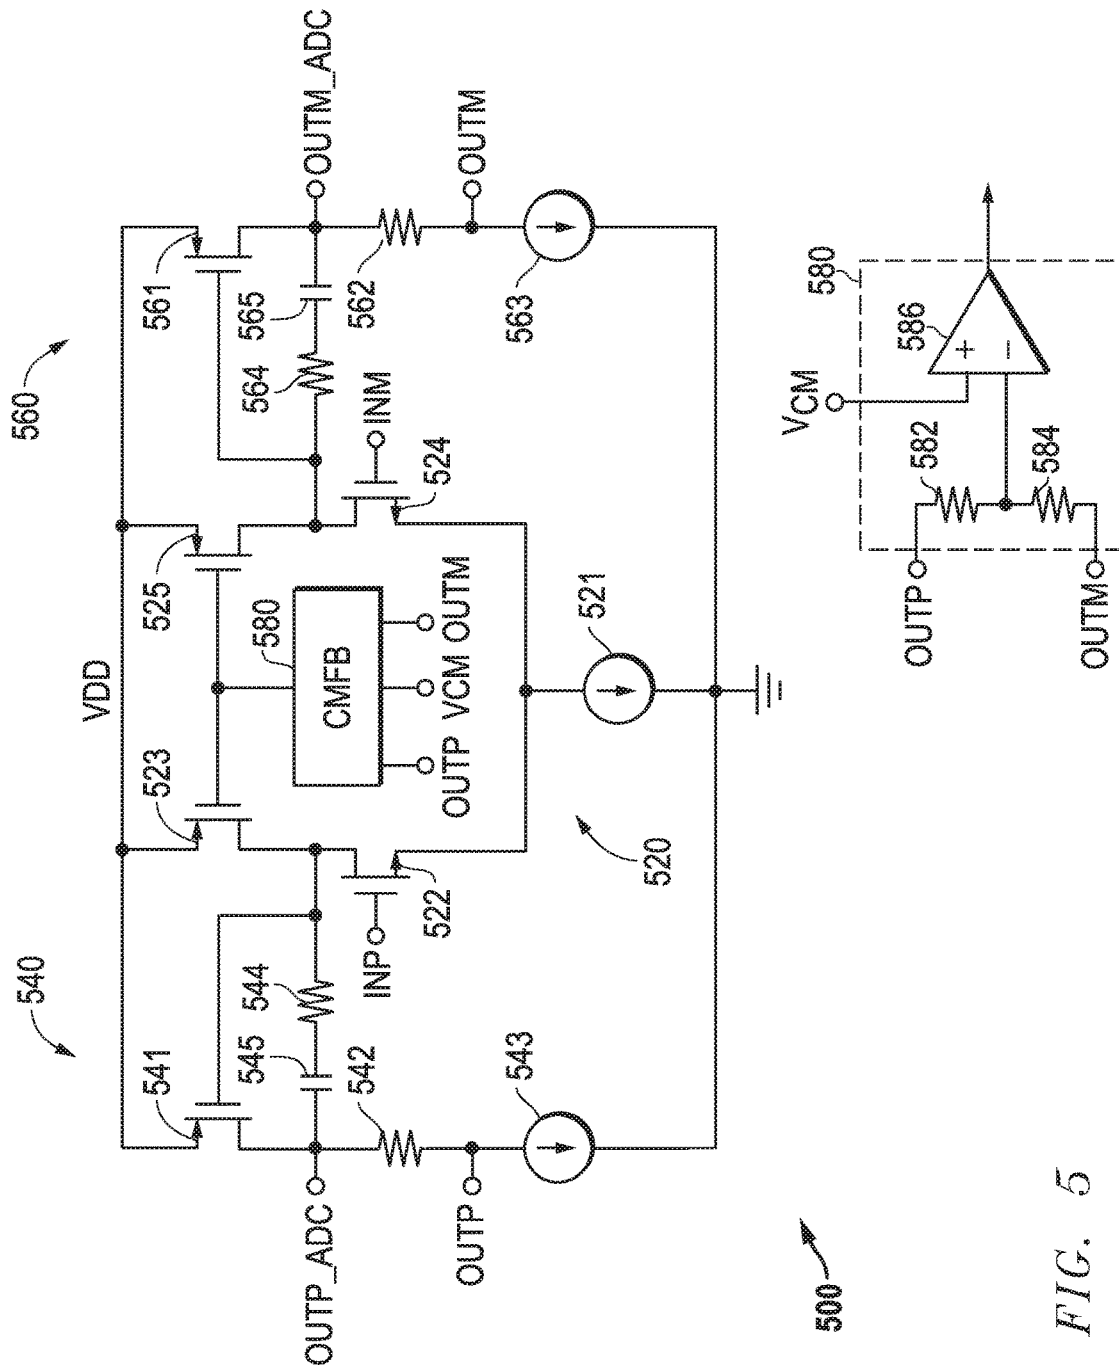 540
560
VDD
541
523
525
561
545
544
580
565
564
OUTP_ADC
OUTM_ADC
CMFB
542
562
INP
INM
522
524
OUTP VCM OUTM
OUTP
OUTM
520
521
543
563
500
VCM
580
586
582
OUTP
+
−
584
OUTM
FIG. 5